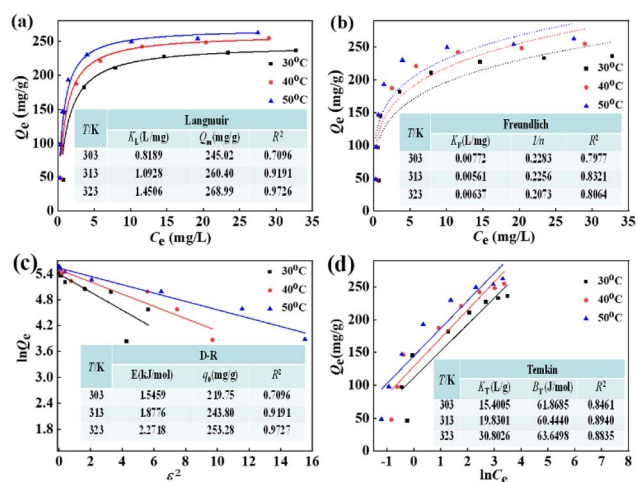 (a)
300
250
200
150
100
50
0
Qe (mg/g)
30°C
40°C
50°C
T/K Langmuir
KL(L/mg) Qm(mg/g) R²
303 0.8189 245.02 0.7096
313 1.0928 260.40 0.9191
323 1.4506 268.99 0.9726
0 5 10 15 20 25 30 35
Ce (mg/L)
(b)
300
250
200
150
100
50
0
Qe (mg/g)
30°C
40°C
50°C
T/K Freundlich
KF(L/mg) 1/n R²
303 0.00772 0.2283 0.7977
313 0.00561 0.2256 0.8321
323 0.00637 0.2073 0.8064
0 5 10 15 20 25 30 35
Ce (mg/L)
(c)
5.4
4.8
4.2
3.6
3.0
2.4
1.8
lnQe
30°C
40°C
50°C
T/K D-R
E(kJ/mol) q0(mg/g) R²
303 1.5459 219.75 0.7096
313 1.8776 243.80 0.9191
323 2.2718 253.28 0.9727
0 2 4 6 8 10 12 14 16
ε²
(d)
300
250
200
150
100
50
0
Qe(mg/g)
30°C
40°C
50°C
T/K Temkin
KT(L/g) BT(J/mol) R²
303 15.4005 61.8685 0.8461
313 19.8301 60.4440 0.8940
323 30.8026 63.6498 0.8835
-1 0 1 2 3 4 5 6 7 8
lnCe